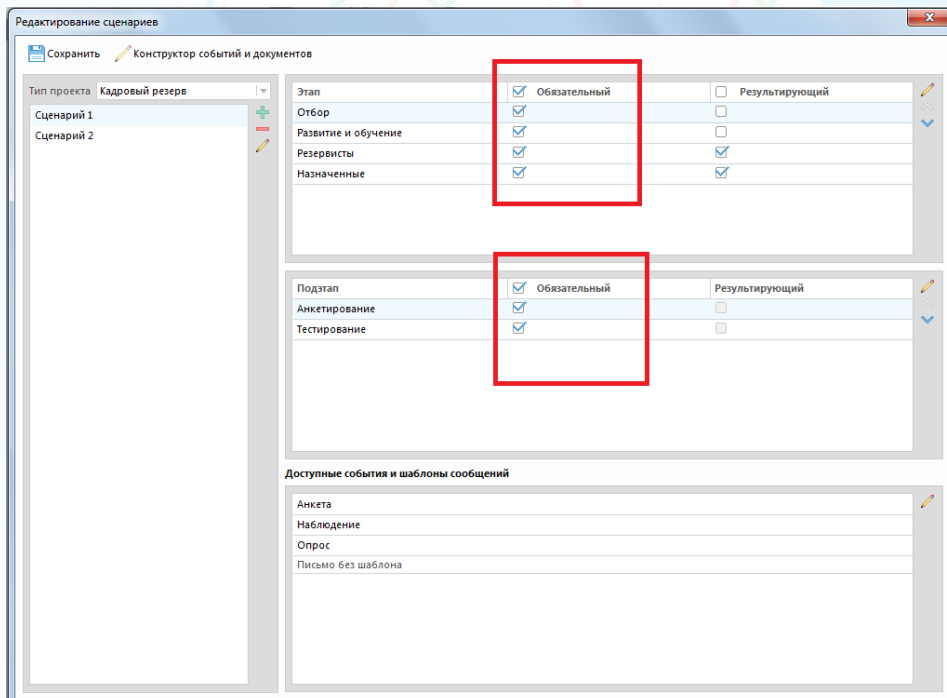 Редактирование сценариев
Сохранить Конструктор событий и документов
Тип проекта Кадровый резерв
Сценарий 1
Сценарий 2
Этап Обязательный Результирующий
Отбор
Развитие и обучение
Резервисты
Назначенные
Подэтап Обязательный Результирующий
Анкетирование
Тестирование
Доступные события и шаблоны сообщений
Анкета
Наблюдение
Опрос
Письмо без шаблона